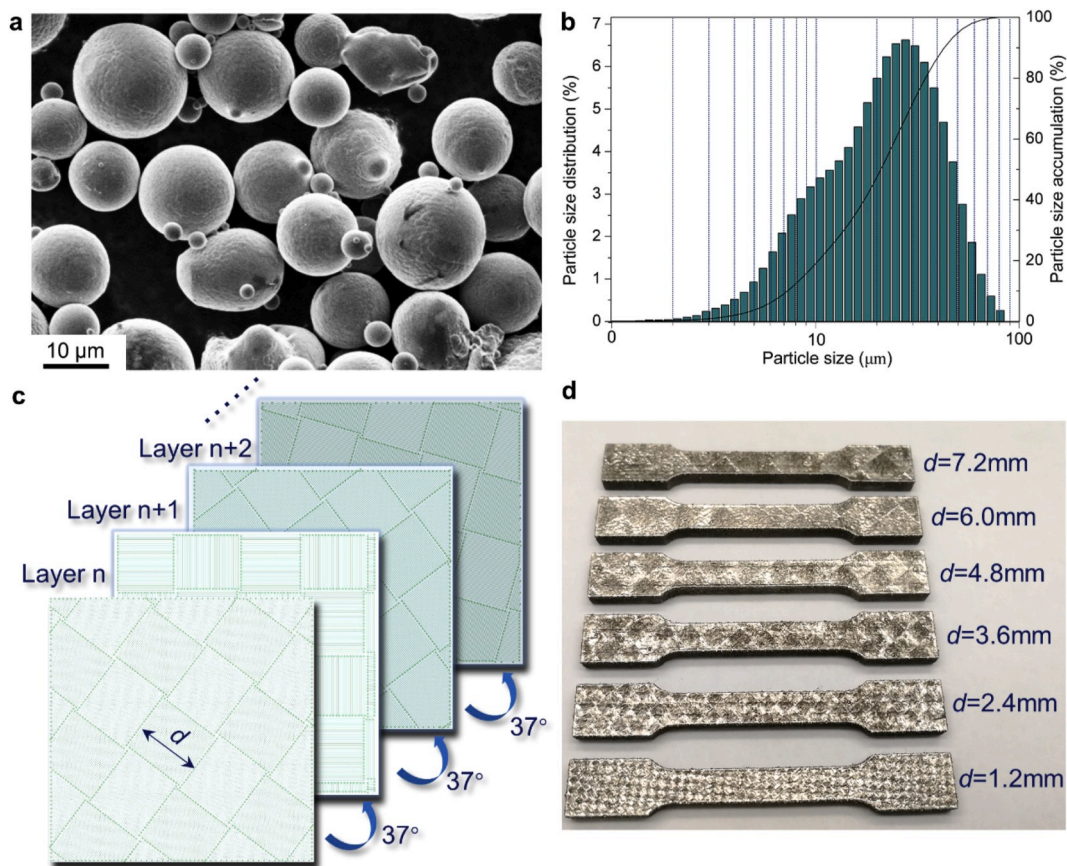 a
10 μm
b
Particle size distribution (%)
7
6
5
4
3
2
1
0
100
80
60
40
20
0
Particle size accumulation (%)
0
10
100
Particle size (μm)
c
Layer n+2
Layer n+1
Layer n
d
37°
37°
37°
d
d=7.2mm
d=6.0mm
d=4.8mm
d=3.6mm
d=2.4mm
d=1.2mm